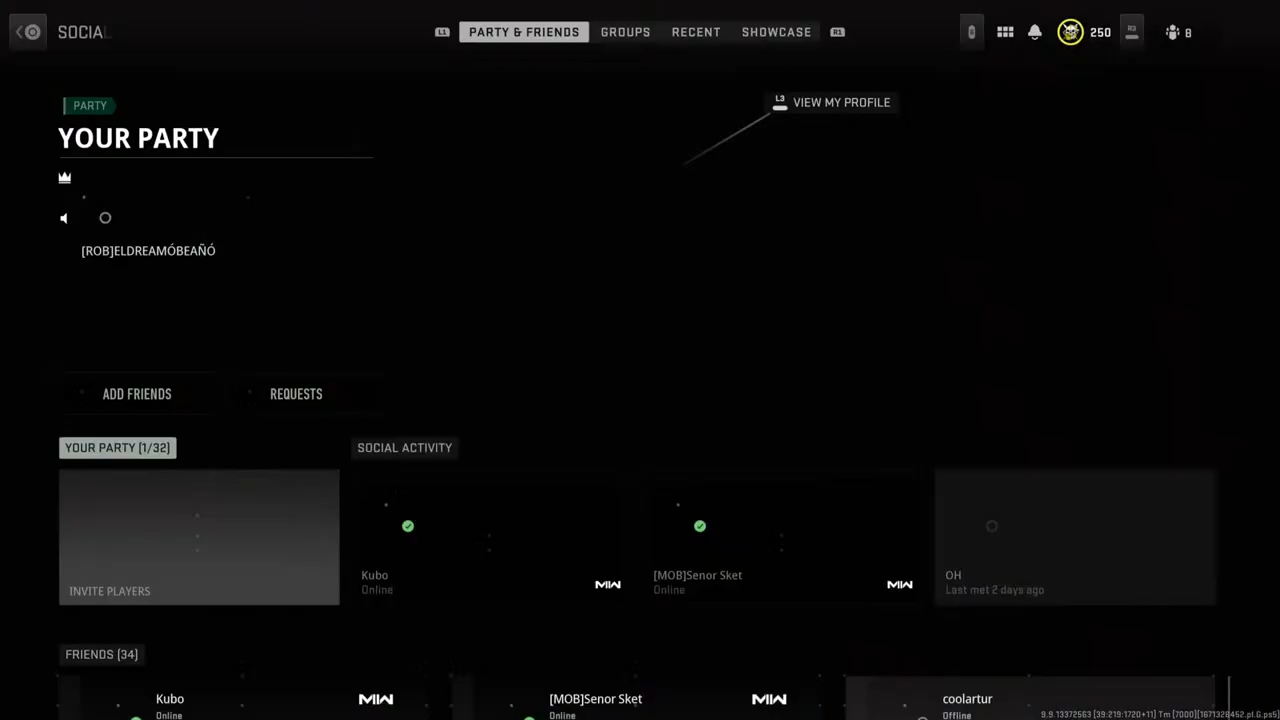 SOCIAL
L1
PARTY & FRIENDS
GROUPS
RECENT
SHOWCASE
R1
250
8
PARTY
YOUR PARTY
L3
VIEW MY PROFILE
[ROB]ELDREAMÓBEAÑÓ
ADD FRIENDS
REQUESTS
YOUR PARTY (1/32)
SOCIAL ACTIVITY
INVITE PLAYERS
Kubo
Online
MW
[MOB]Senor Sket
Online
MW
OH
Last met 2 days ago
FRIENDS (34)
Kubo
Online
MW
[MOB]Senor Sket
Online
MW
coolartur
Offline